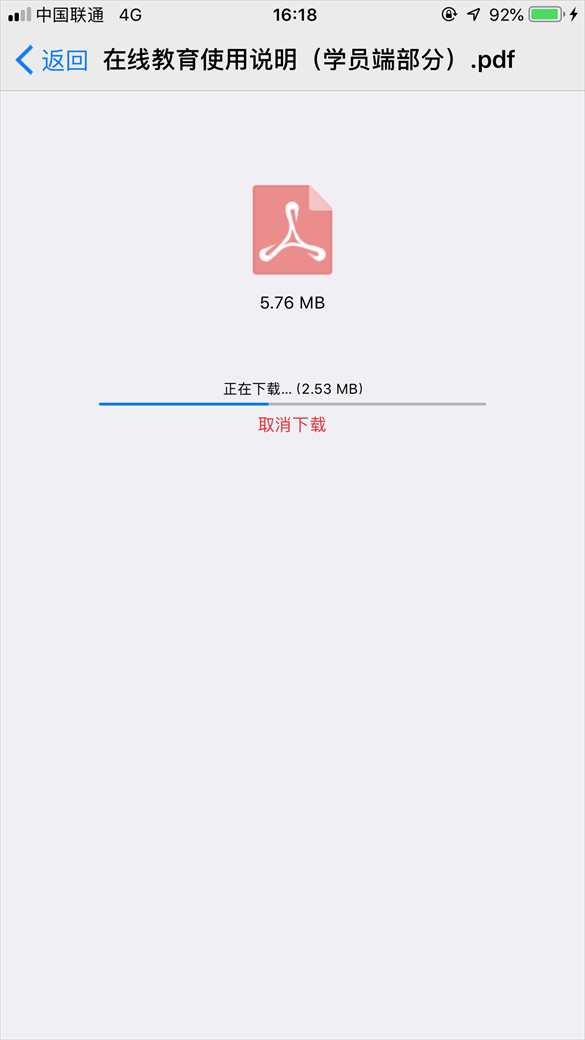 中国联通 4G 16:18 92%
返回 在线教育使用说明（学员端部分）.pdf
5.76 MB
正在下载... (2.53 MB)
取消下载